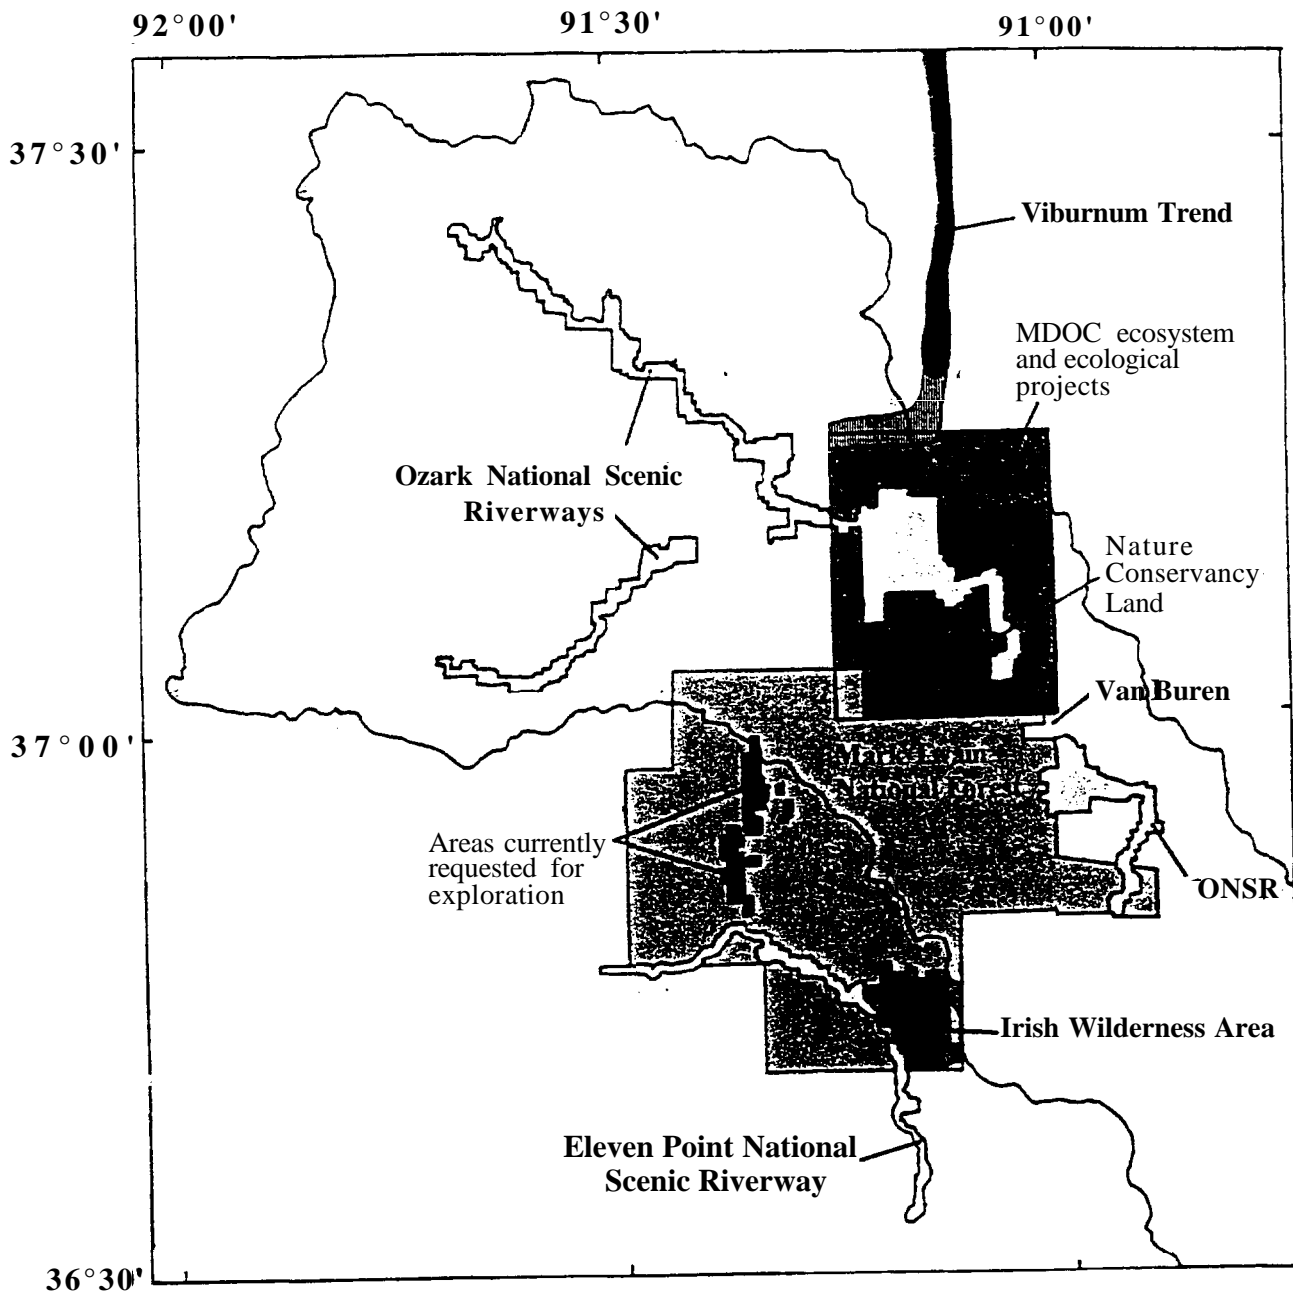 92°00'
91°30'
91°00'
37°30'
Viburnum Trend
MDOC ecosystem
and ecological
projects
Ozark National Scenic
Riverways
Nature
Conservancy
Land
Van Buren
37°00'
Mark Twain
National Forest
Areas currently
requested for
exploration
ONSR
Irish Wilderness Area
Eleven Point National
Scenic Riverway
36°30'